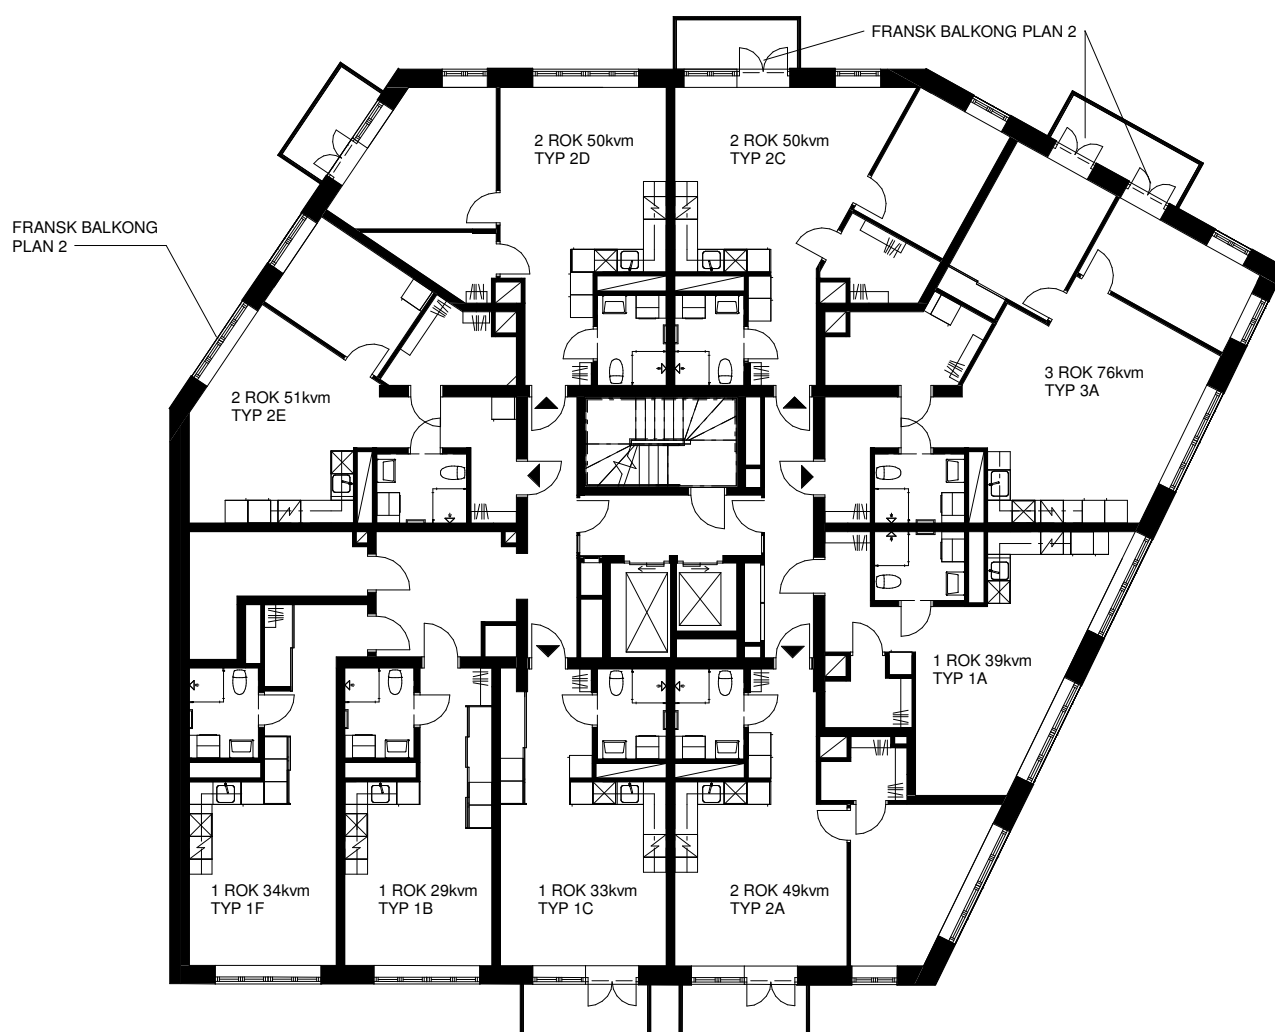 FRANSK BALKONG PLAN 2
2 ROK 50kvm
TYP 2D
2 ROK 50kvm
TYP 2C
FRANSK BALKONG
PLAN 2
2 ROK 51kvm
TYP 2E
3 ROK 76kvm
TYP 3A
1 ROK 39kvm
TYP 1A
1 ROK 34kvm
TYP 1F
1 ROK 29kvm
TYP 1B
1 ROK 33kvm
TYP 1C
2 ROK 49kvm
TYP 2A